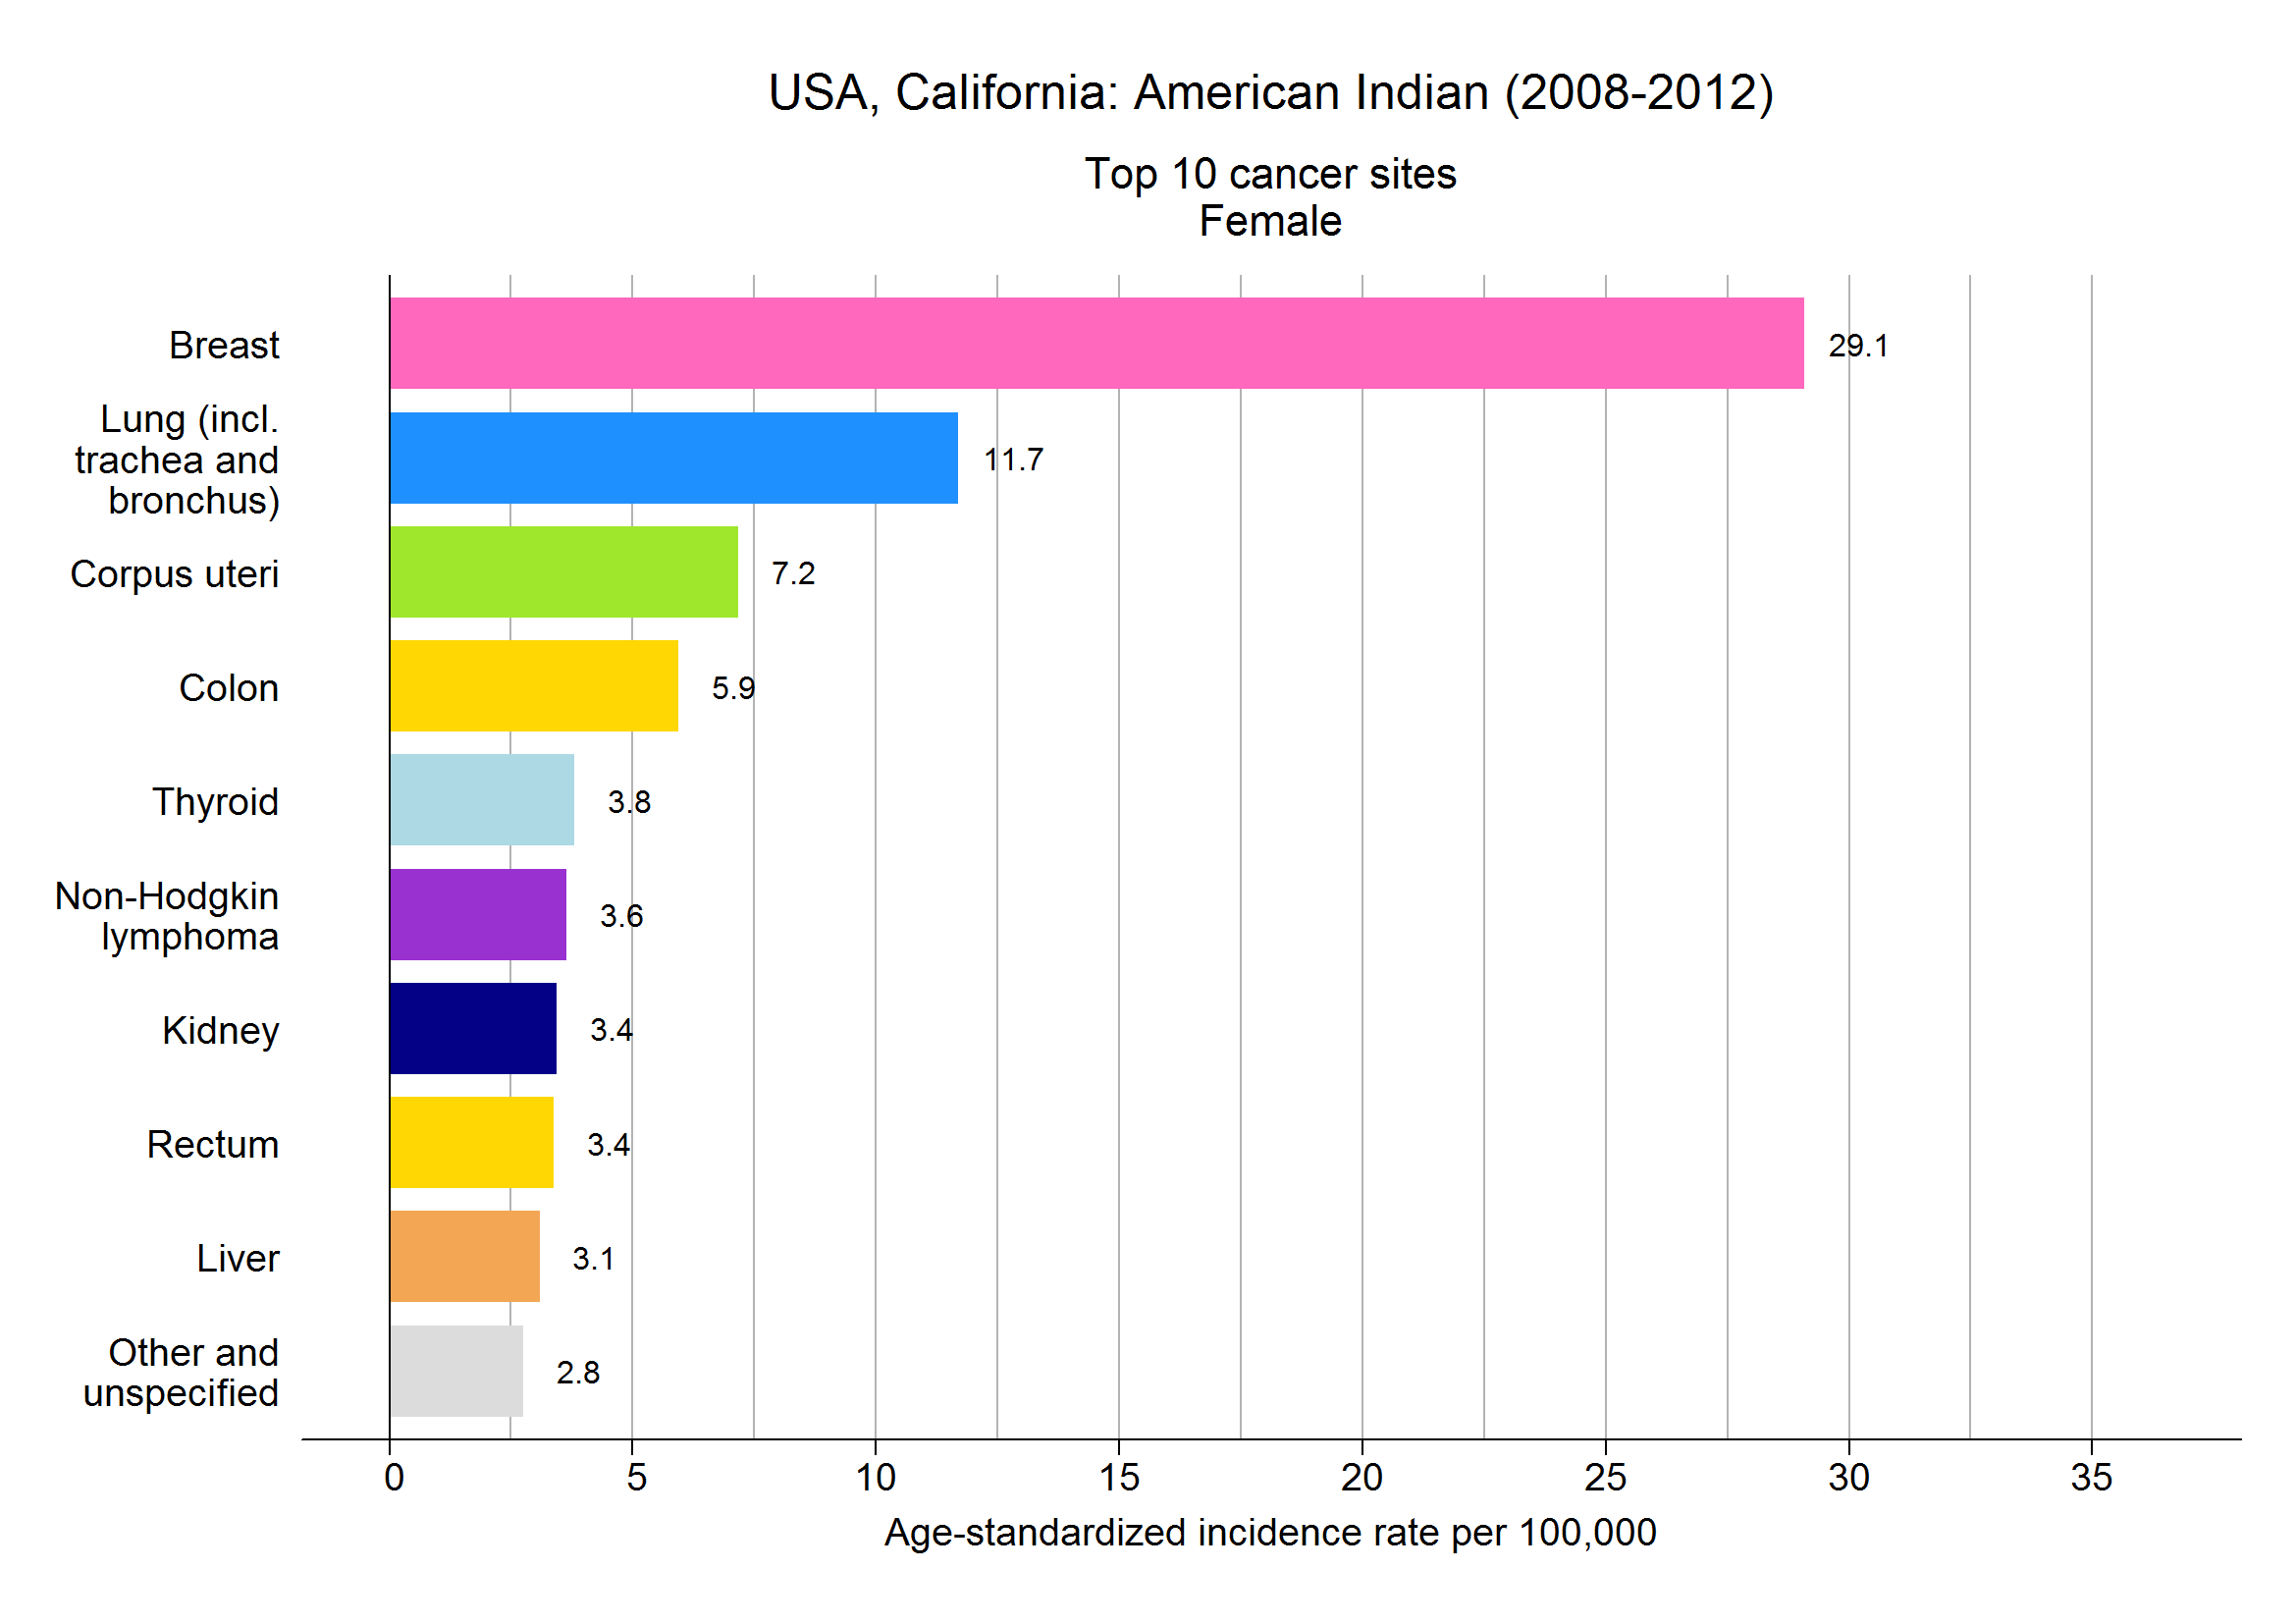 USA, California: American Indian (2008-2012)
Top 10 cancer sites
Female
Breast
29.1
Lung (incl.
trachea and
bronchus)
11.7
Corpus uteri
7.2
Colon
5.9
Thyroid
3.8
Non-Hodgkin
lymphoma
3.6
Kidney
3.4
Rectum
3.4
Liver
3.1
Other and
unspecified
2.8
0 5 10 15 20 25 30 35
Age-standardized incidence rate per 100,000